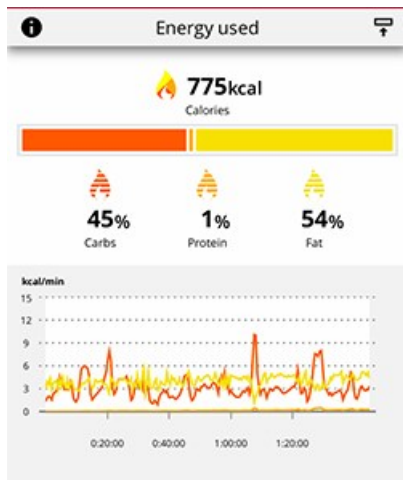 Energy used
775kcal
Calories
45% 1% 54%
Carbs Protein Fat
kcal/min
15
12
9
6
3
0
0:20:00 0:40:00 1:00:00 1:20:00